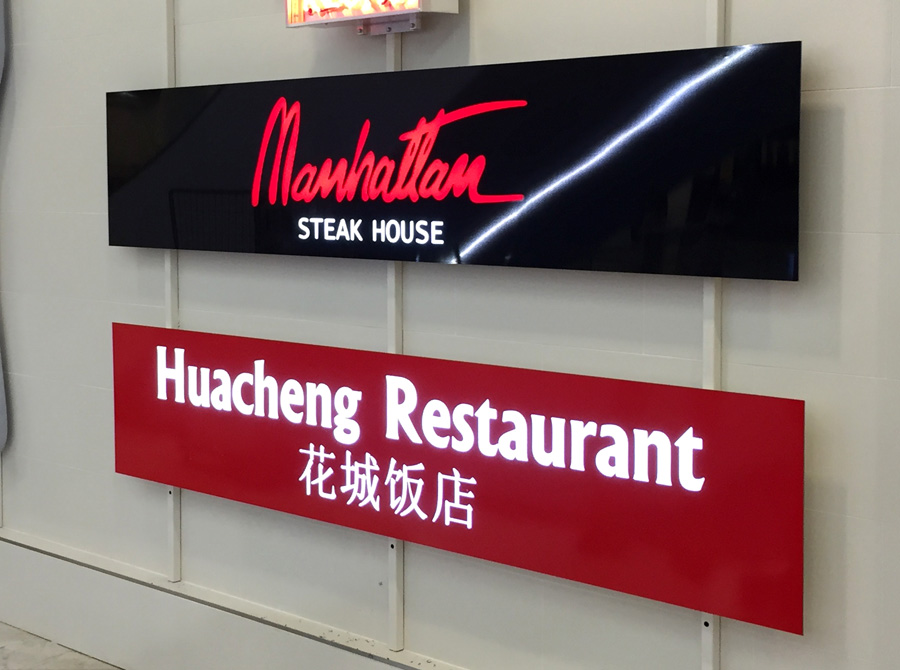 Manhattan
STEAK HOUSE
Huacheng Restaurant
花城饭店